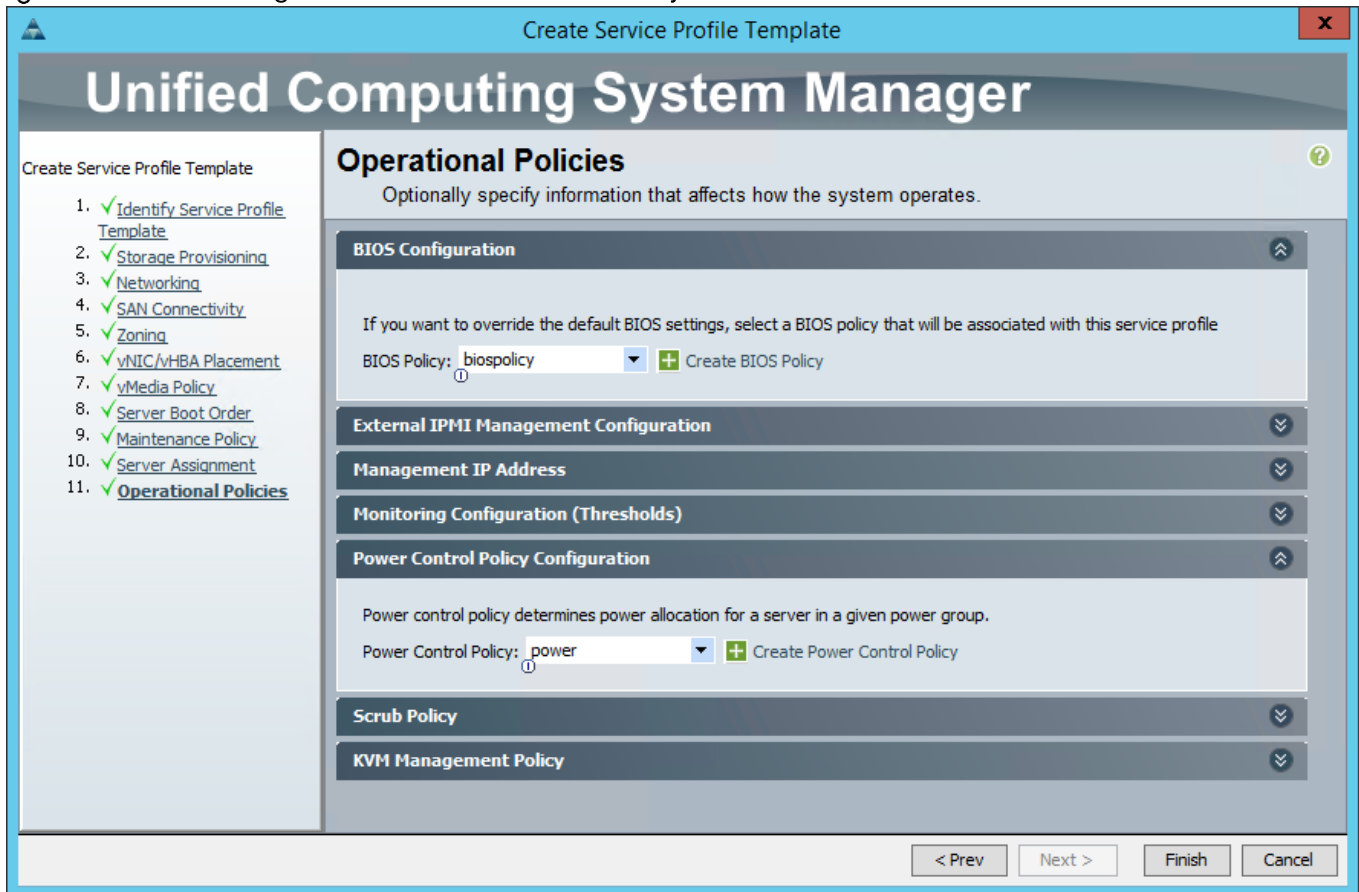 Create Service Profile Template
X
Unified Computing System Manager
Create Service Profile Template
1. Identify Service Profile
Template
2. Storage Provisioning
3. Networking
4. SAN Connectivity
5. Zoning
6. vNIC/vHBA Placement
7. vMedia Policy
8. Server Boot Order
9. Maintenance Policy
10. Server Assignment
11. Operational Policies
Operational Policies
?
Optionally specify information that affects how the system operates.
BIOS Configuration
If you want to override the default BIOS settings, select a BIOS policy that will be associated with this service profile
BIOS Policy: biospolicy + Create BIOS Policy
External IPMI Management Configuration
Management IP Address
Monitoring Configuration (Thresholds)
Power Control Policy Configuration
Power control policy determines power allocation for a server in a given power group.
Power Control Policy: power + Create Power Control Policy
Scrub Policy
KVM Management Policy
< Prev Next > Finish Cancel